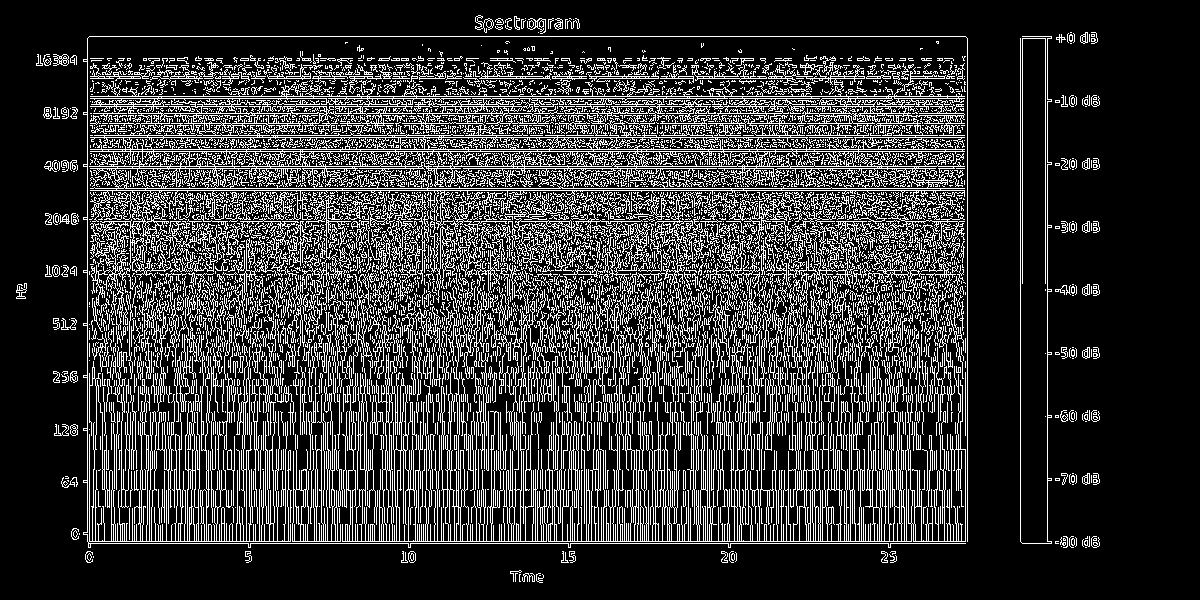 Spectrogram
+0 dB
16384
-10 dB
8192
-20 dB
4096
-30 dB
2048
1024
-40 dB
Hz
512
-50 dB
256
-60 dB
128
64
-70 dB
0
-80 dB
0 5 10 15 20 25
Time